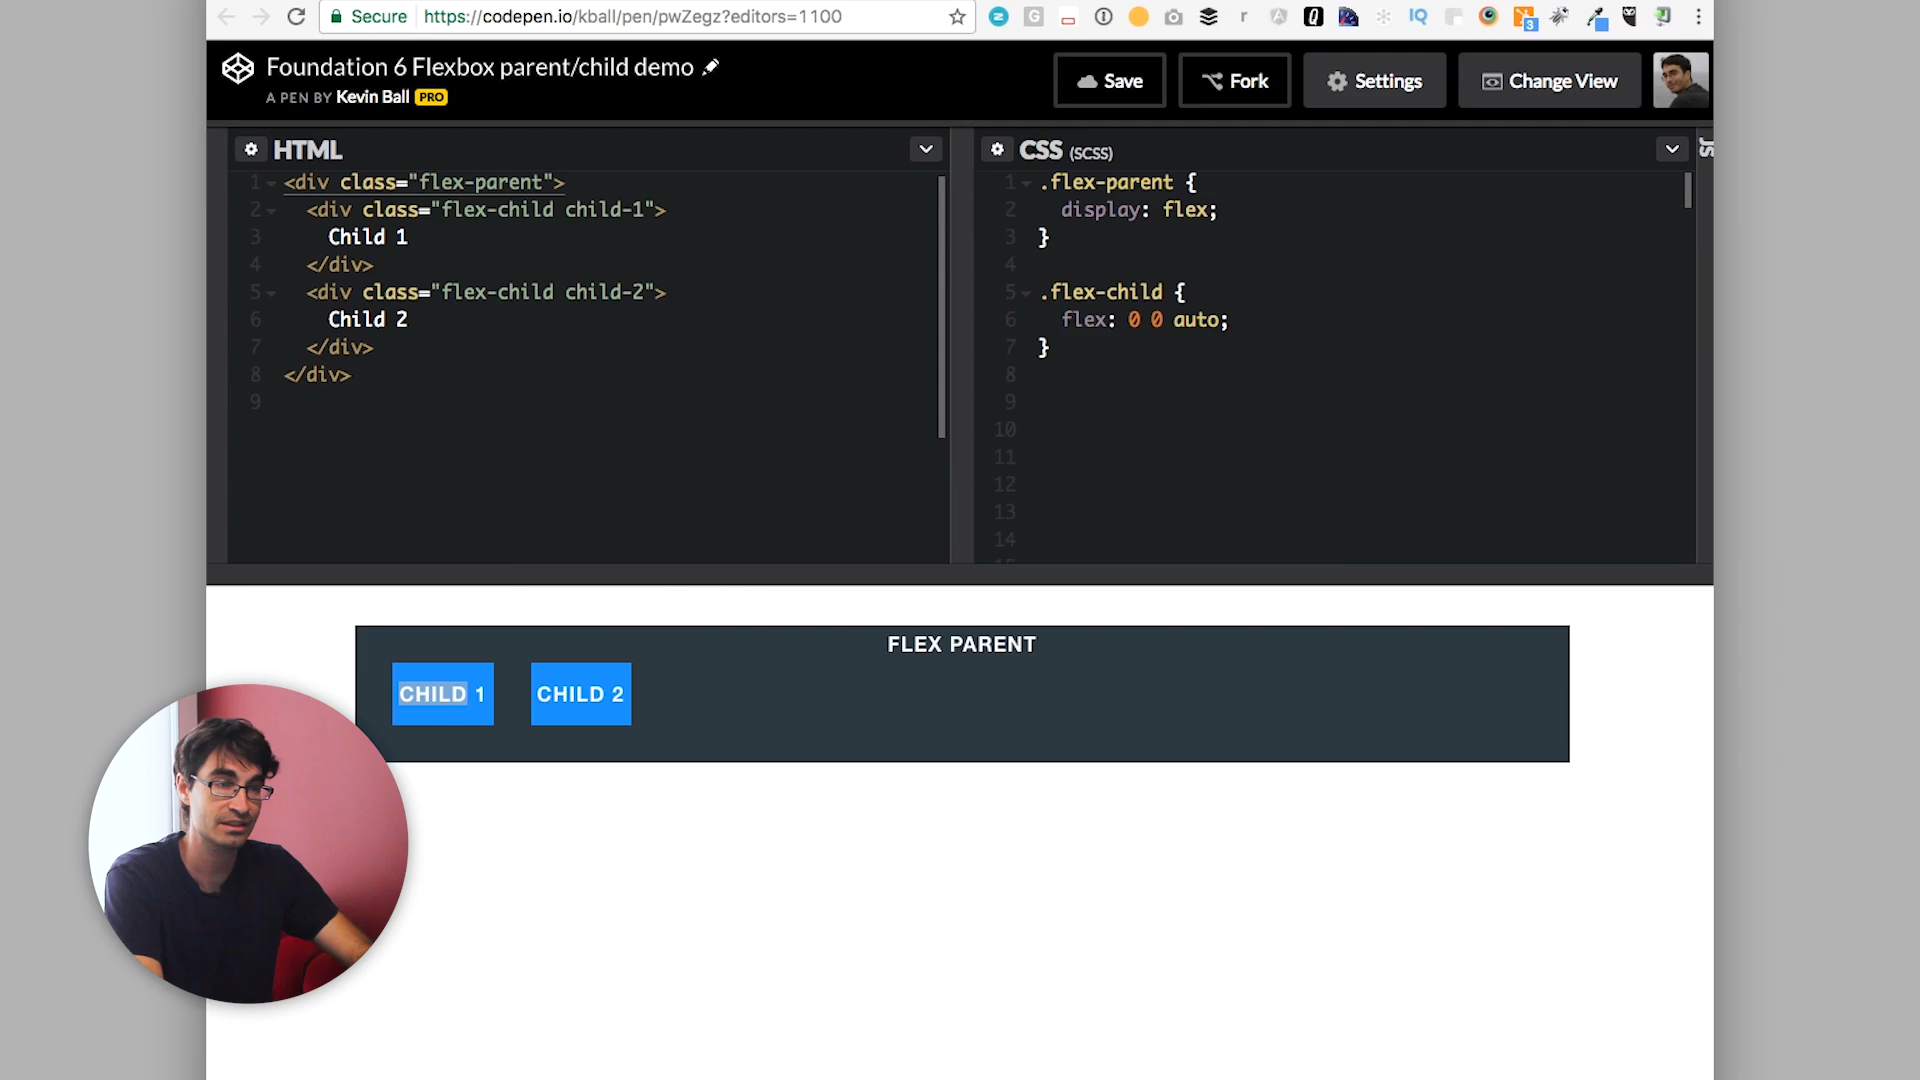 Secure https://codepen.io/kball/pen/pwZegz?editors=1100
Foundation 6 Flexbox parent/child demo
A PEN BY Kevin Ball PRO
Save
Fork
Settings
Change View
HTML
1 <div class="flex-parent">
2 <div class="flex-child child-1">
3 Child 1
4 </div>
5 <div class="flex-child child-2">
6 Child 2
7 </div>
8 </div>
9
CSS (SCSS)
1 .flex-parent {
2 display: flex;
3 }
4
5 .flex-child {
6 flex: 0 0 auto;
7 }
8
9
10
11
12
13
14
JS
FLEX PARENT
CHILD 1
CHILD 2